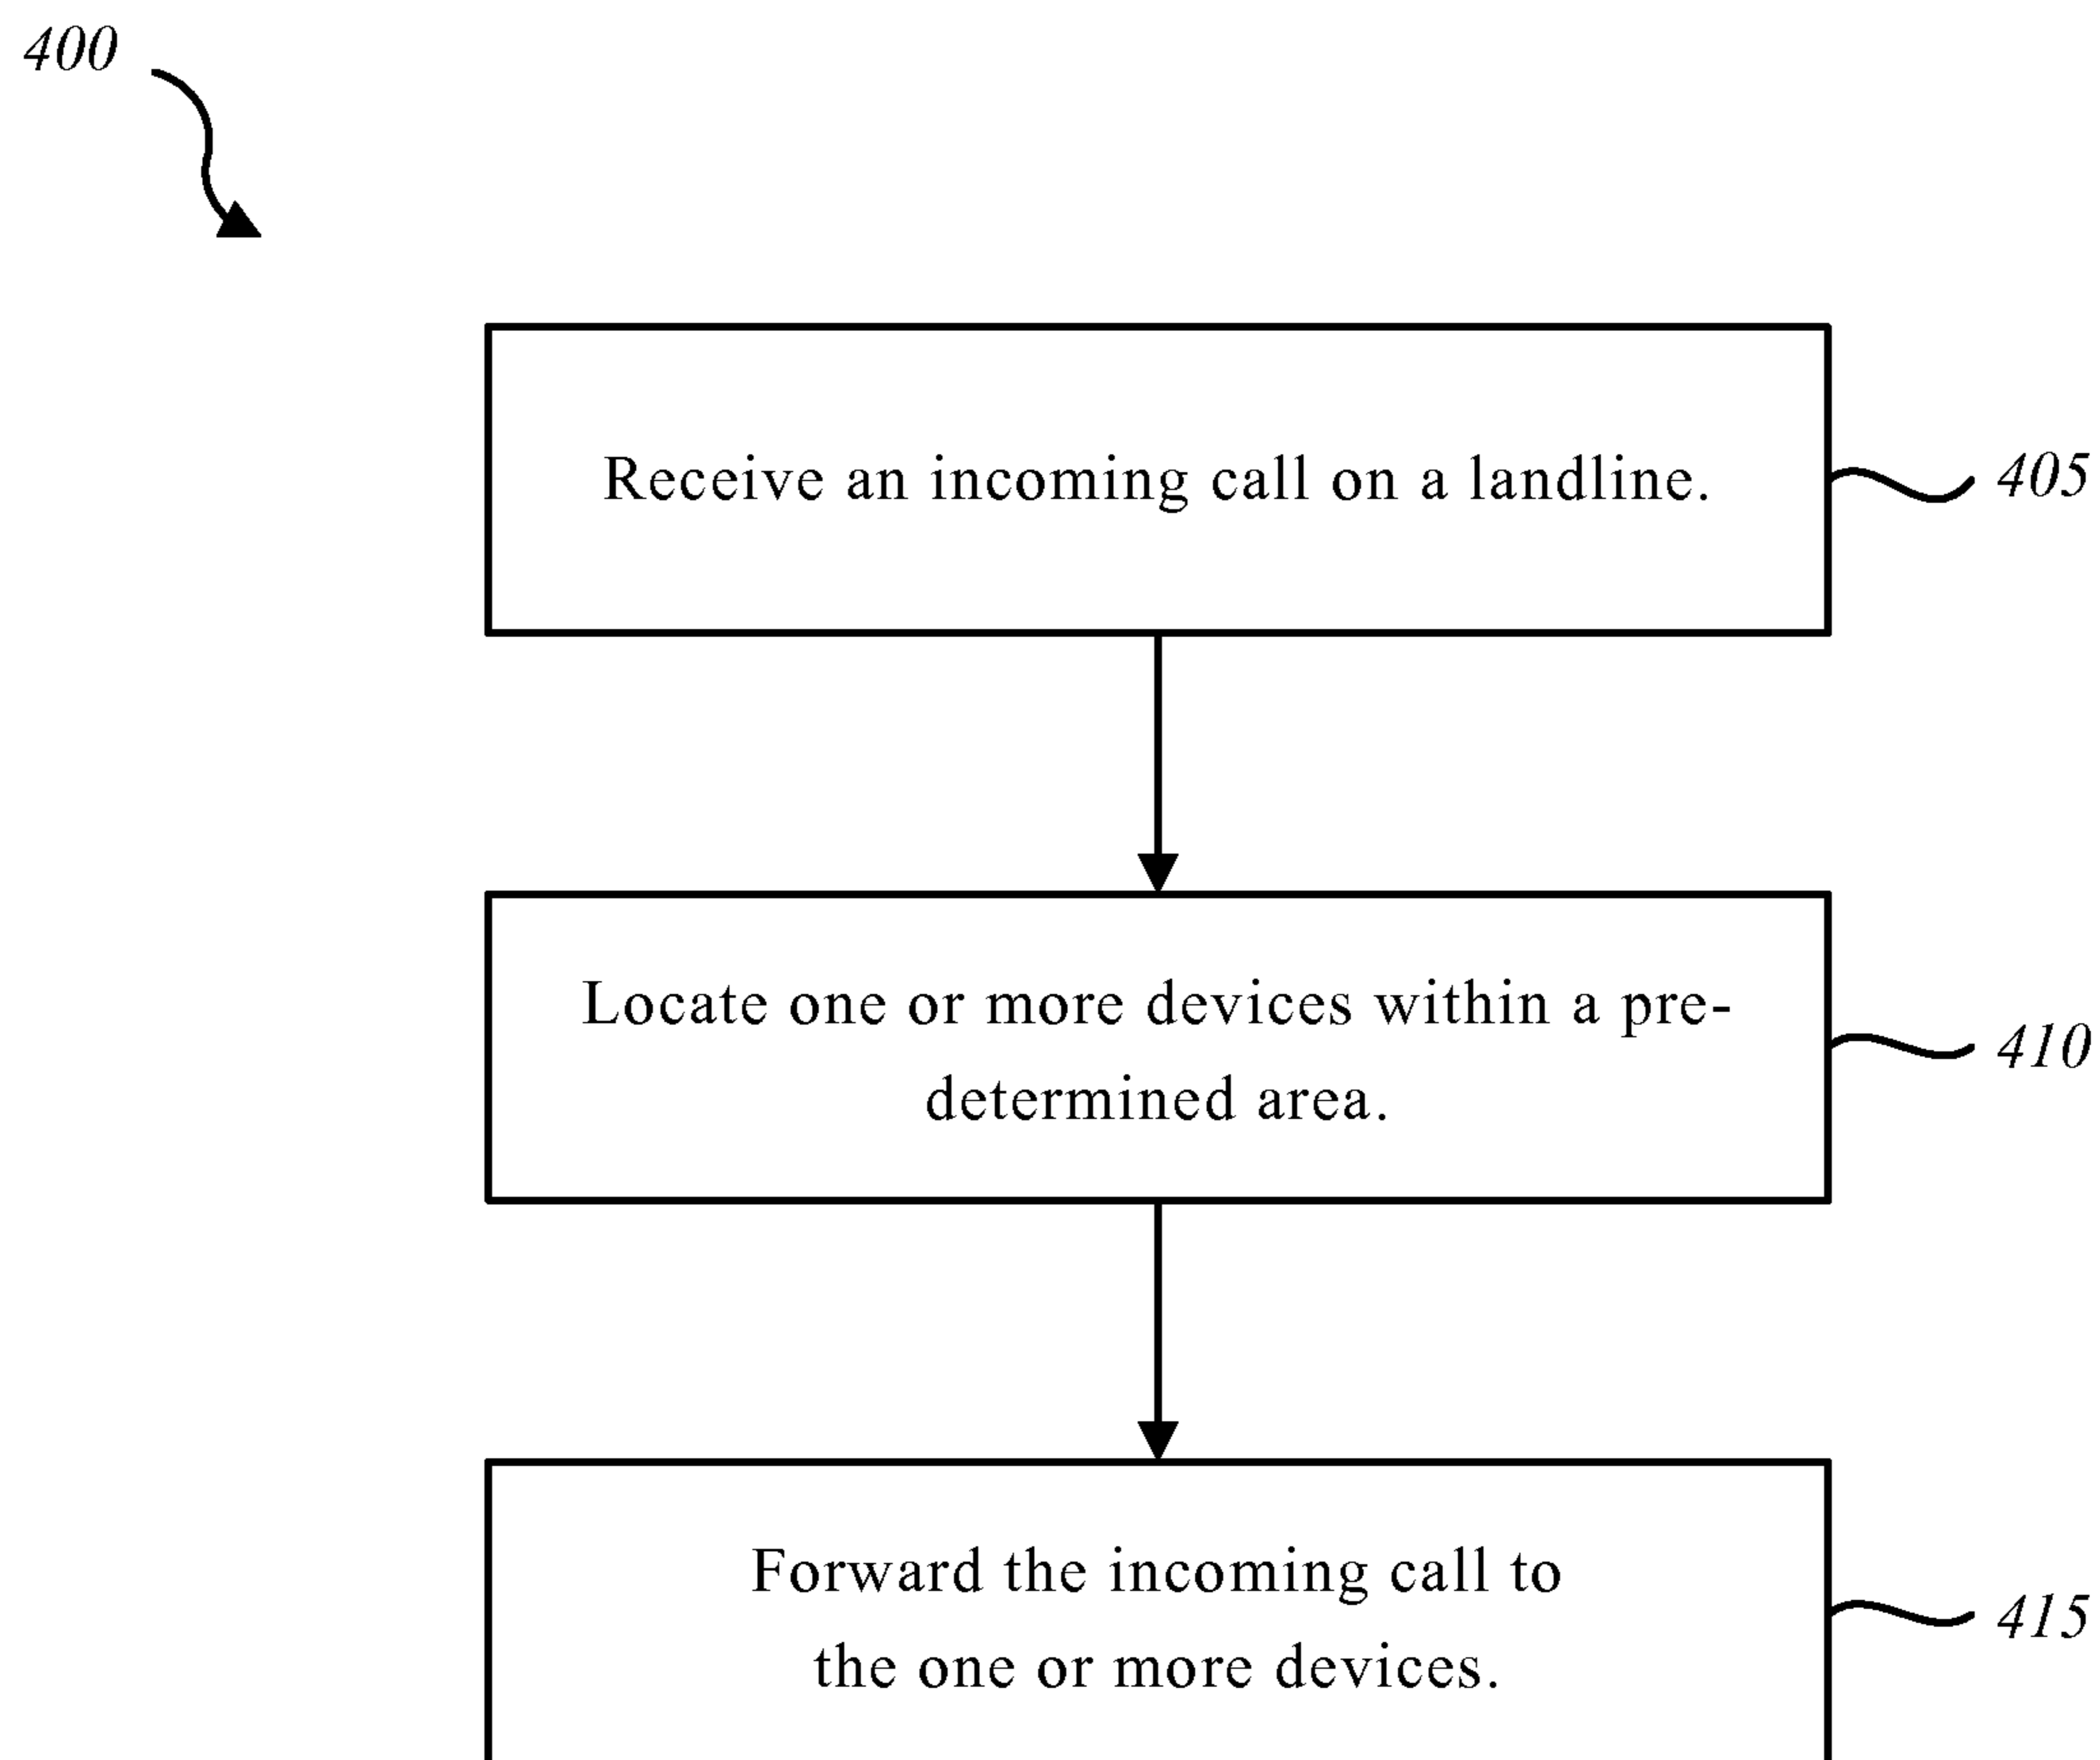 400
Receive an incoming call on a landline.
405
Locate one or more devices within a pre-
determined area.
410
Forward the incoming call to
the one or more devices.
415